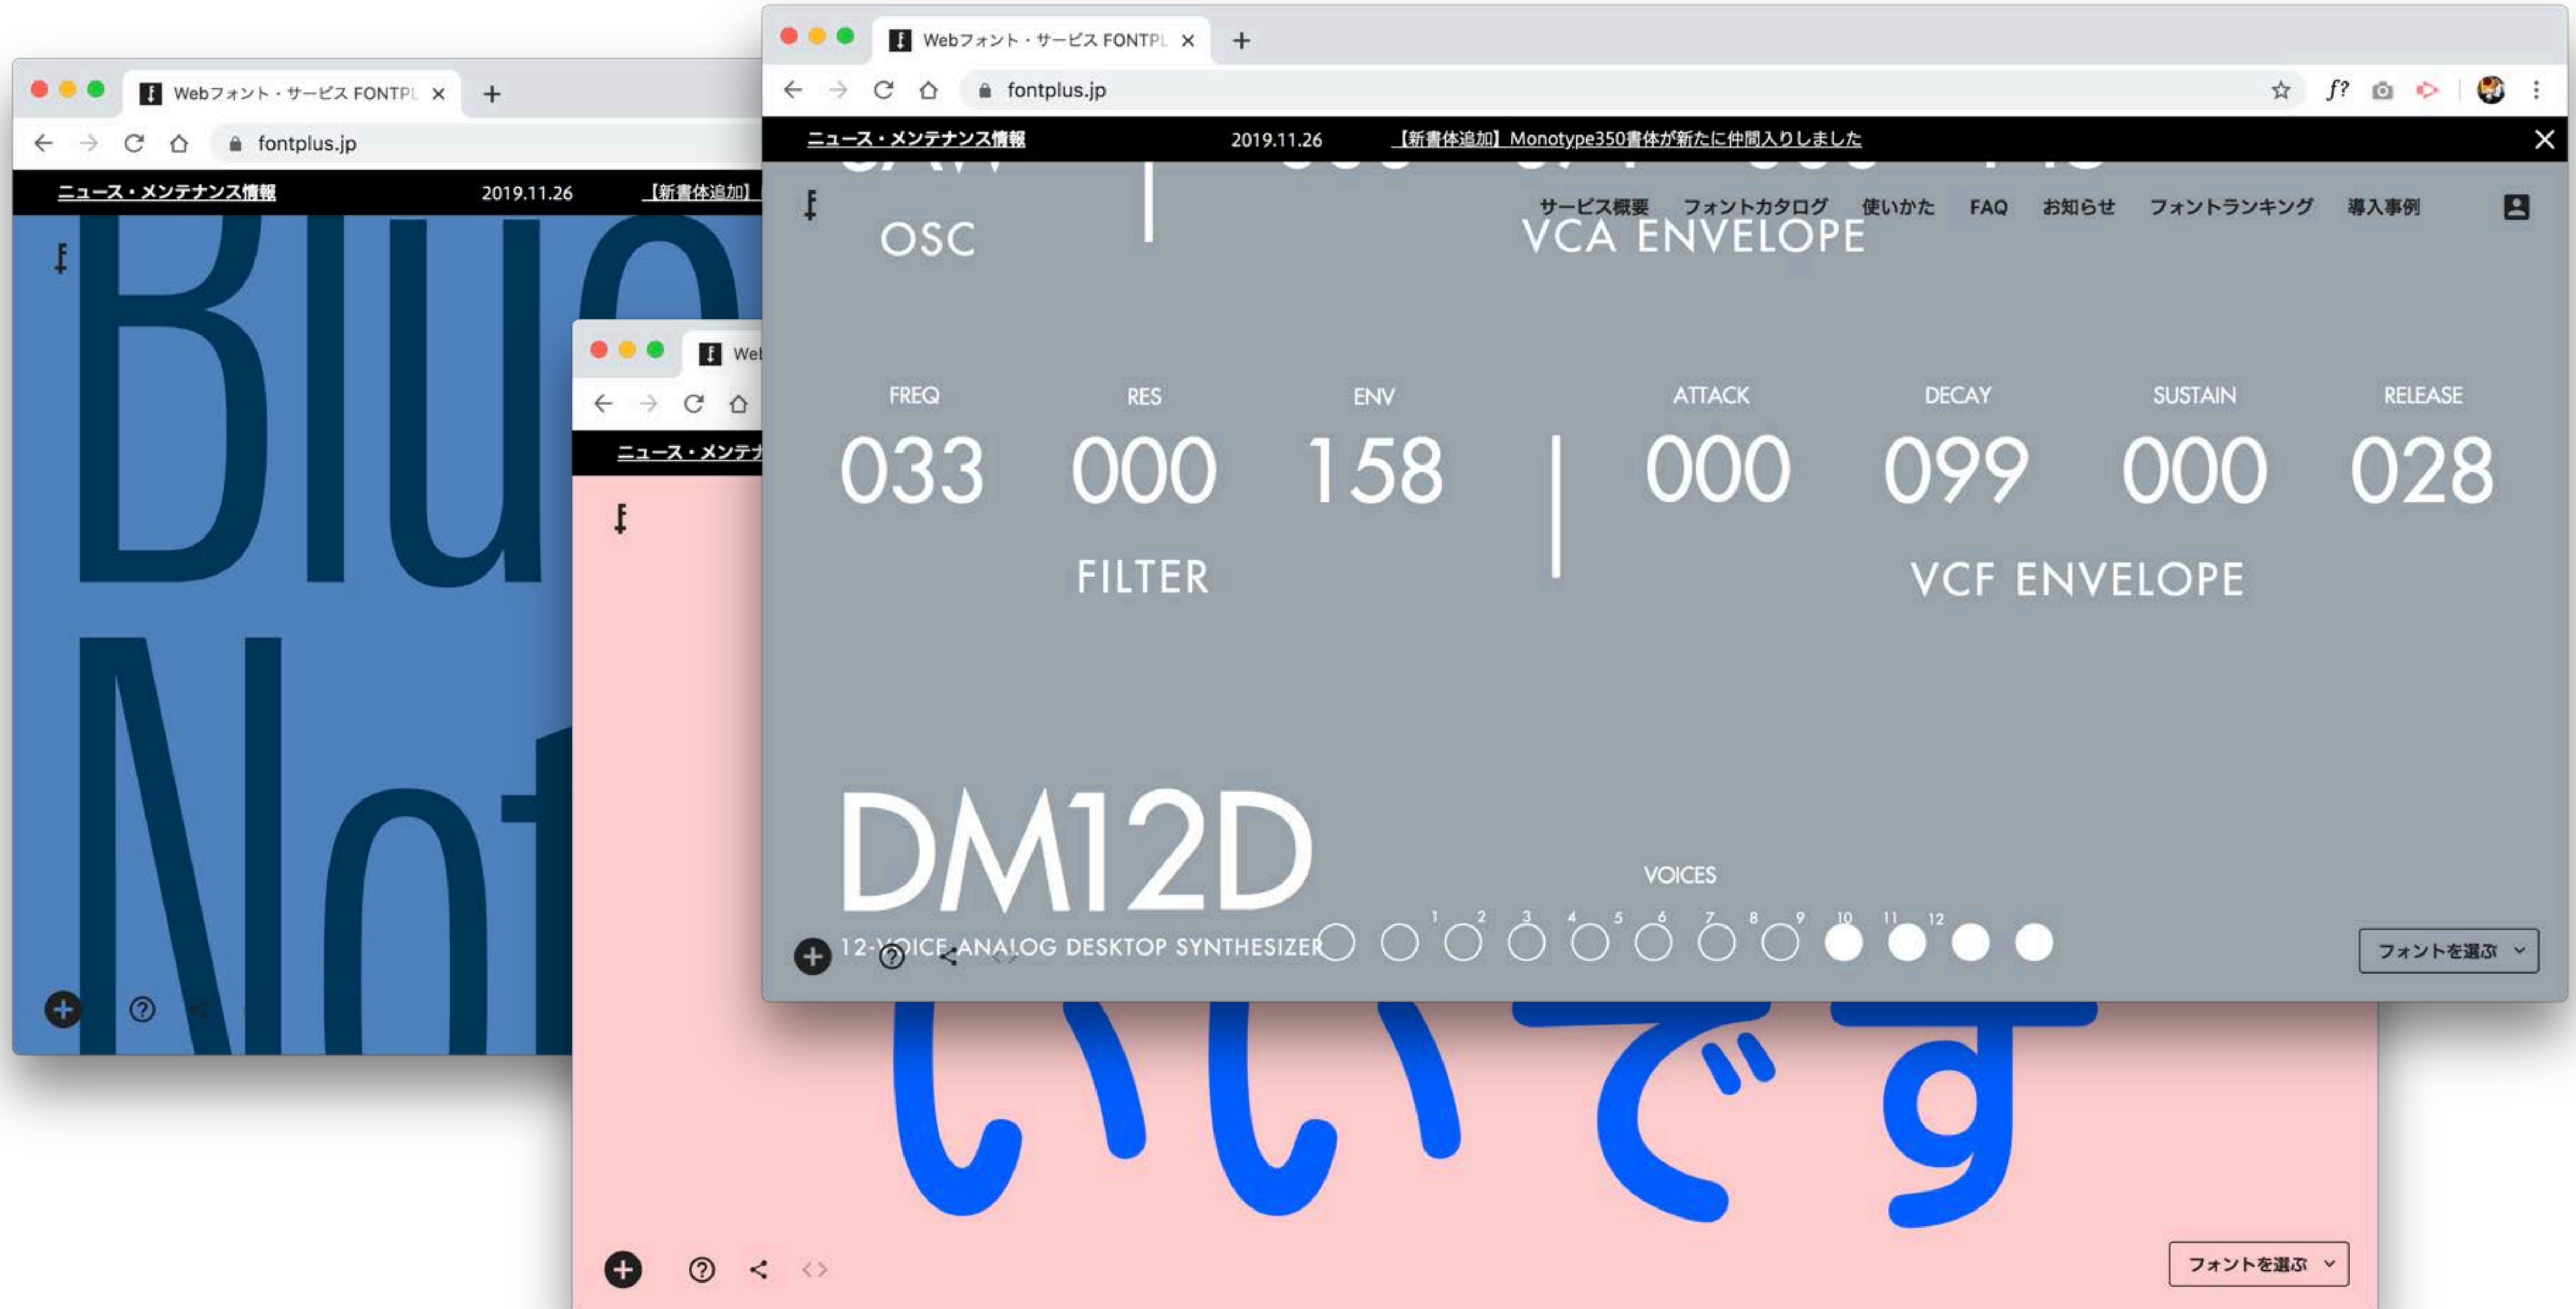 Webフォント・サービス FONTPL
fontplus.jp
ニュース・メンテナンス情報 2019.11.26 【新書体追加】
Blue
Not
Webフォント・サービス FONTPL
fontplus.jp
ニュース・メンテナンス情報 2019.11.26 【新書体追加】Monotype350書体が新たに仲間入りしました
サービス概要 フォントカタログ 使いかた FAQ お知らせ フォントランキング 導入事例
OSC VCA ENVELOPE
FREQ RES ENV ATTACK DECAY SUSTAIN RELEASE
033 000 158 000 099 000 028
FILTER VCF ENVELOPE
DM12D
VOICES
1 2 3 4 5 6 7 8 9 10 11 12
12-VOICE ANALOG DESKTOP SYNTHESIZER
フォントを選ぶ
We
ニュース・メンテナ
いいです
フォントを選ぶ